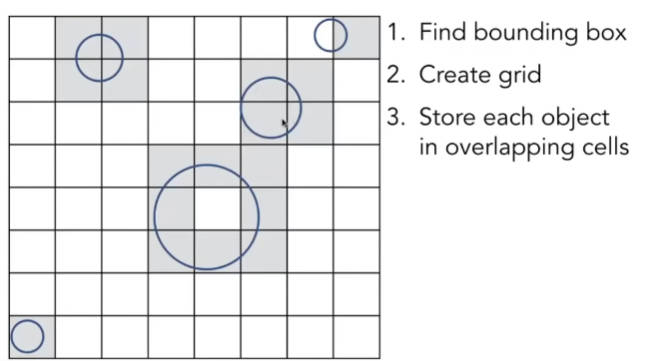 1. Find bounding box
2. Create grid
3. Store each object
in overlapping cells